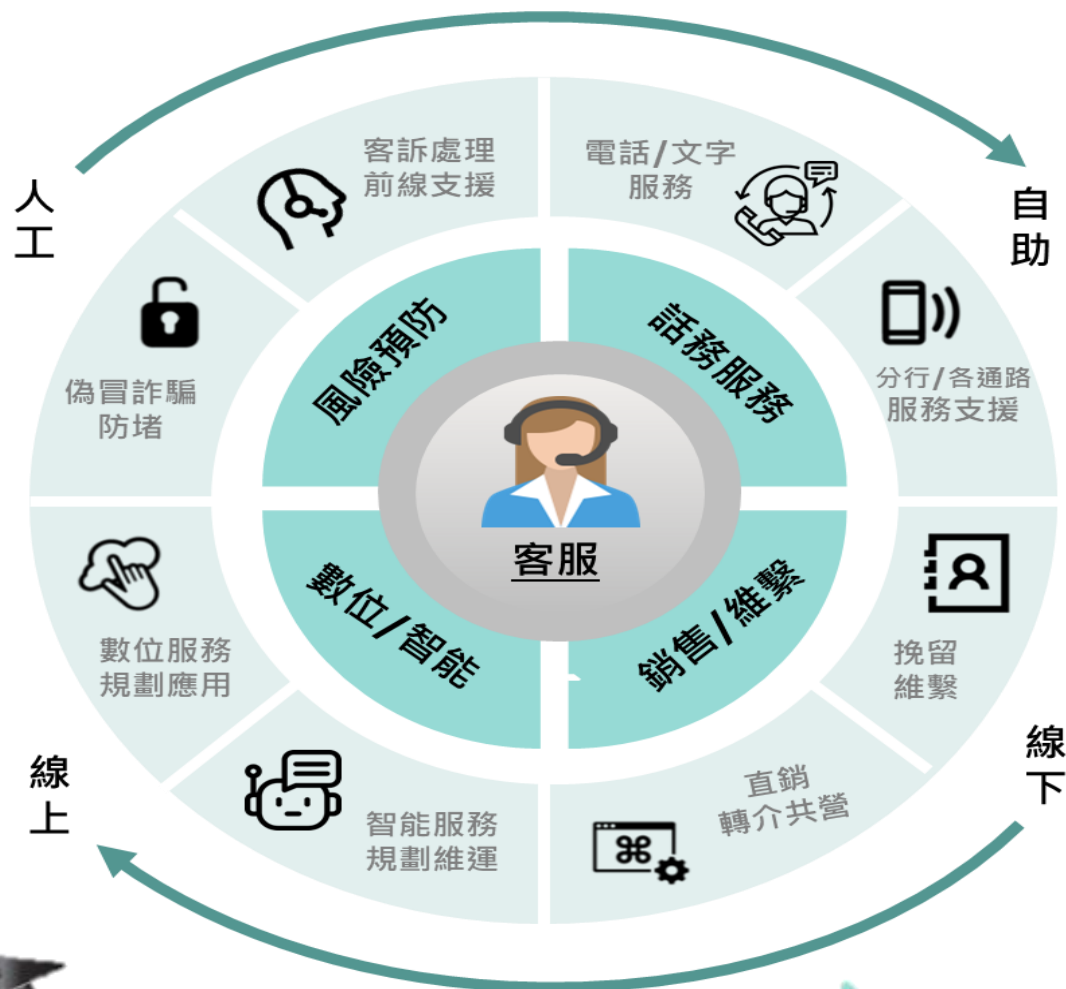 人工
自助
客訴處理
前線支援
電話/文字
服務
偽冒詐騙
防堵
分行/各通路
服務支援
風險預防
話務服務
客服
數位/智能
銷售/維繫
數位服務
規劃應用
挽留
維繫
智能服務
規劃維運
直銷
轉介共營
線上
線下